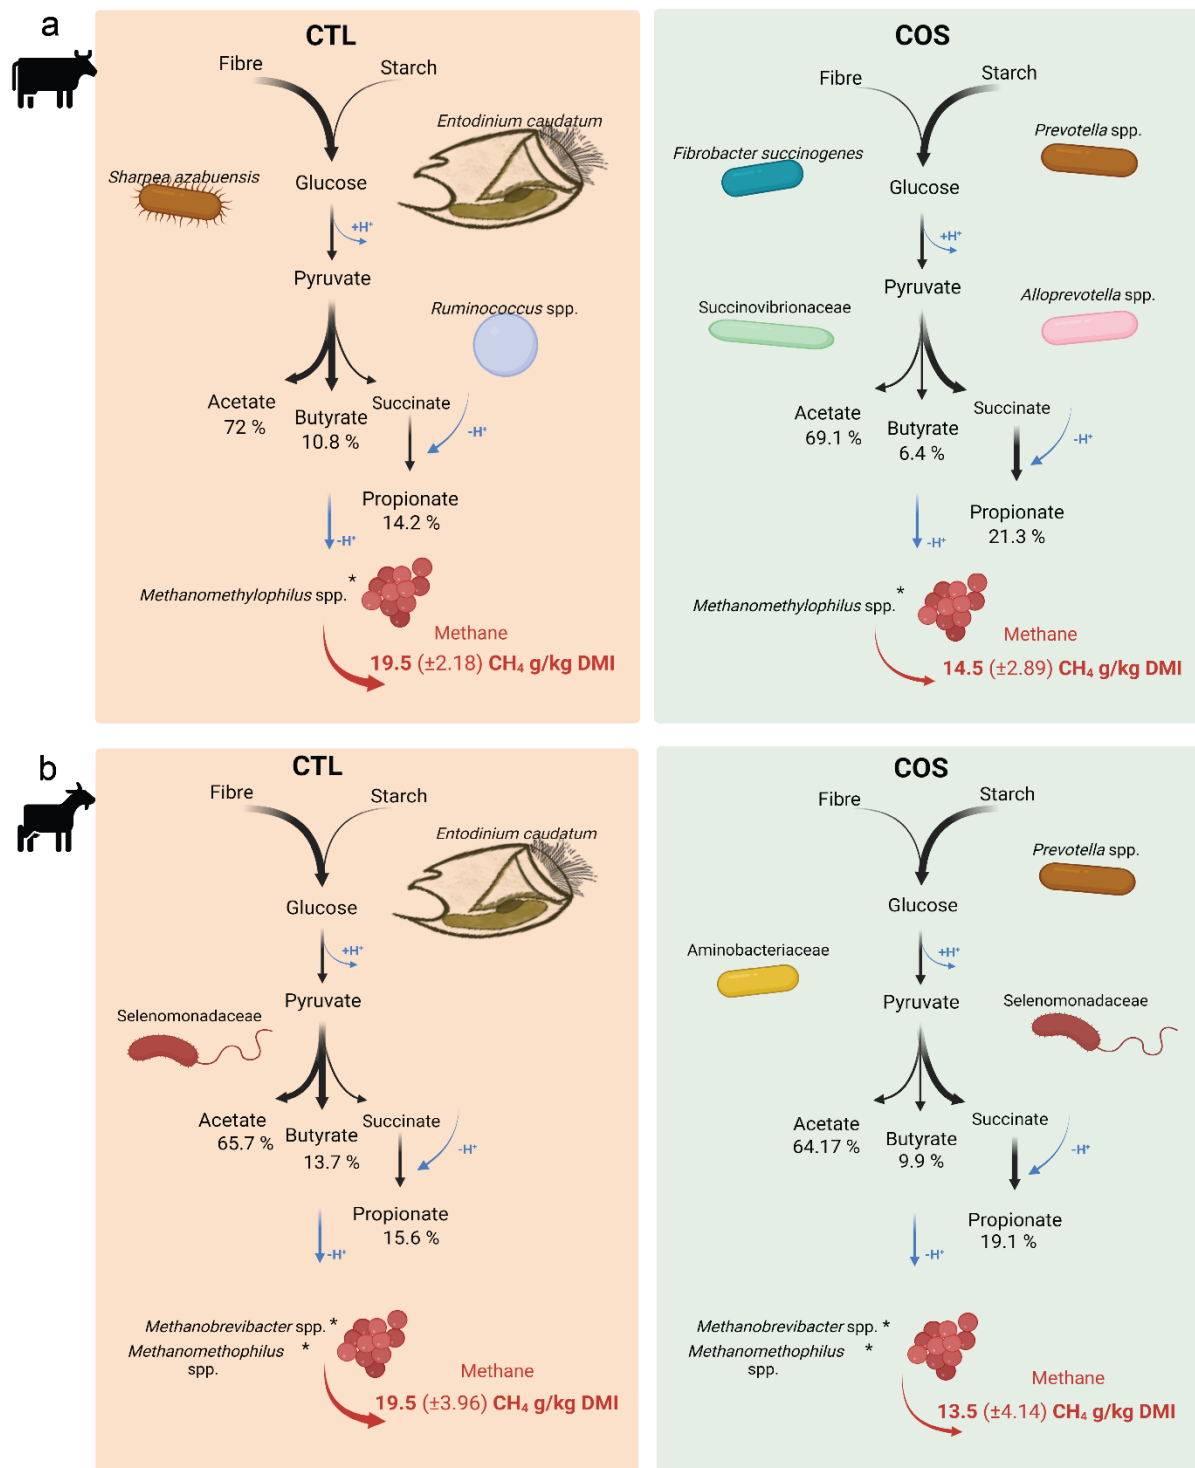 a
CTL
Fibre
Starch
Entodinium caudatum
Sharpea azabuensis
Glucose
+H⁺
Pyruvate
Ruminococcus spp.
Acetate
72 %
Butyrate
10.8 %
Succinate
-H⁺
Propionate
14.2 %
-H⁺
Methanomethylophilus spp. *
Methane
19.5 (±2.18) CH₄ g/kg DMI
COS
Fibre
Starch
Prevotella spp.
Fibrobacter succinogenes
Glucose
+H⁺
Pyruvate
Succinovibrionaceae
Alloprevotella spp.
Acetate
69.1 %
Butyrate
6.4 %
Succinate
-H⁺
Propionate
21.3 %
-H⁺
Methanomethylophilus spp. *
Methane
14.5 (±2.89) CH₄ g/kg DMI
b
CTL
Fibre
Starch
Entodinium caudatum
Glucose
+H⁺
Pyruvate
Selenomonadaceae
Acetate
65.7 %
Butyrate
13.7 %
Succinate
-H⁺
Propionate
15.6 %
-H⁺
Methanobrevibacter spp. *
Methanomethophilus *
spp.
Methane
19.5 (±3.96) CH₄ g/kg DMI
COS
Fibre
Starch
Prevotella spp.
Glucose
Aminobacteriaceae
+H⁺
Pyruvate
Selenomonadaceae
Acetate
64.17 %
Butyrate
9.9 %
Succinate
-H⁺
Propionate
19.1 %
-H⁺
Methanobrevibacter spp. *
Methanomethophilus *
spp.
Methane
13.5 (±4.14) CH₄ g/kg DMI